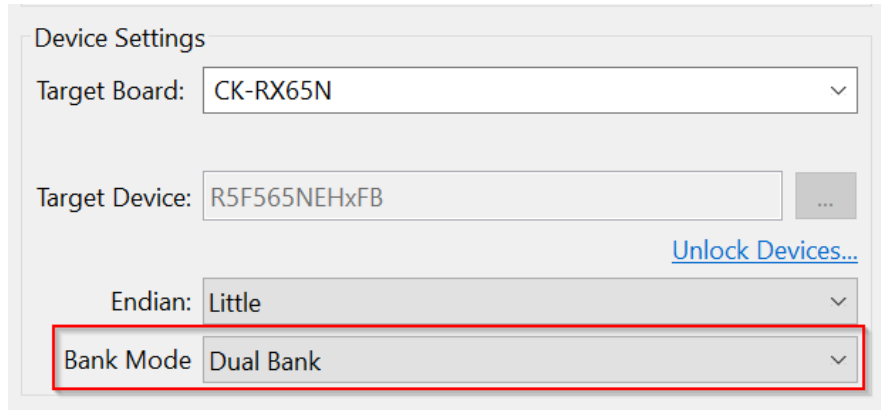 Device Settings
Target Board: CK-RX65N
Target Device: R5F565NEHxFB ...
Unlock Devices...
Endian: Little
Bank Mode Dual Bank